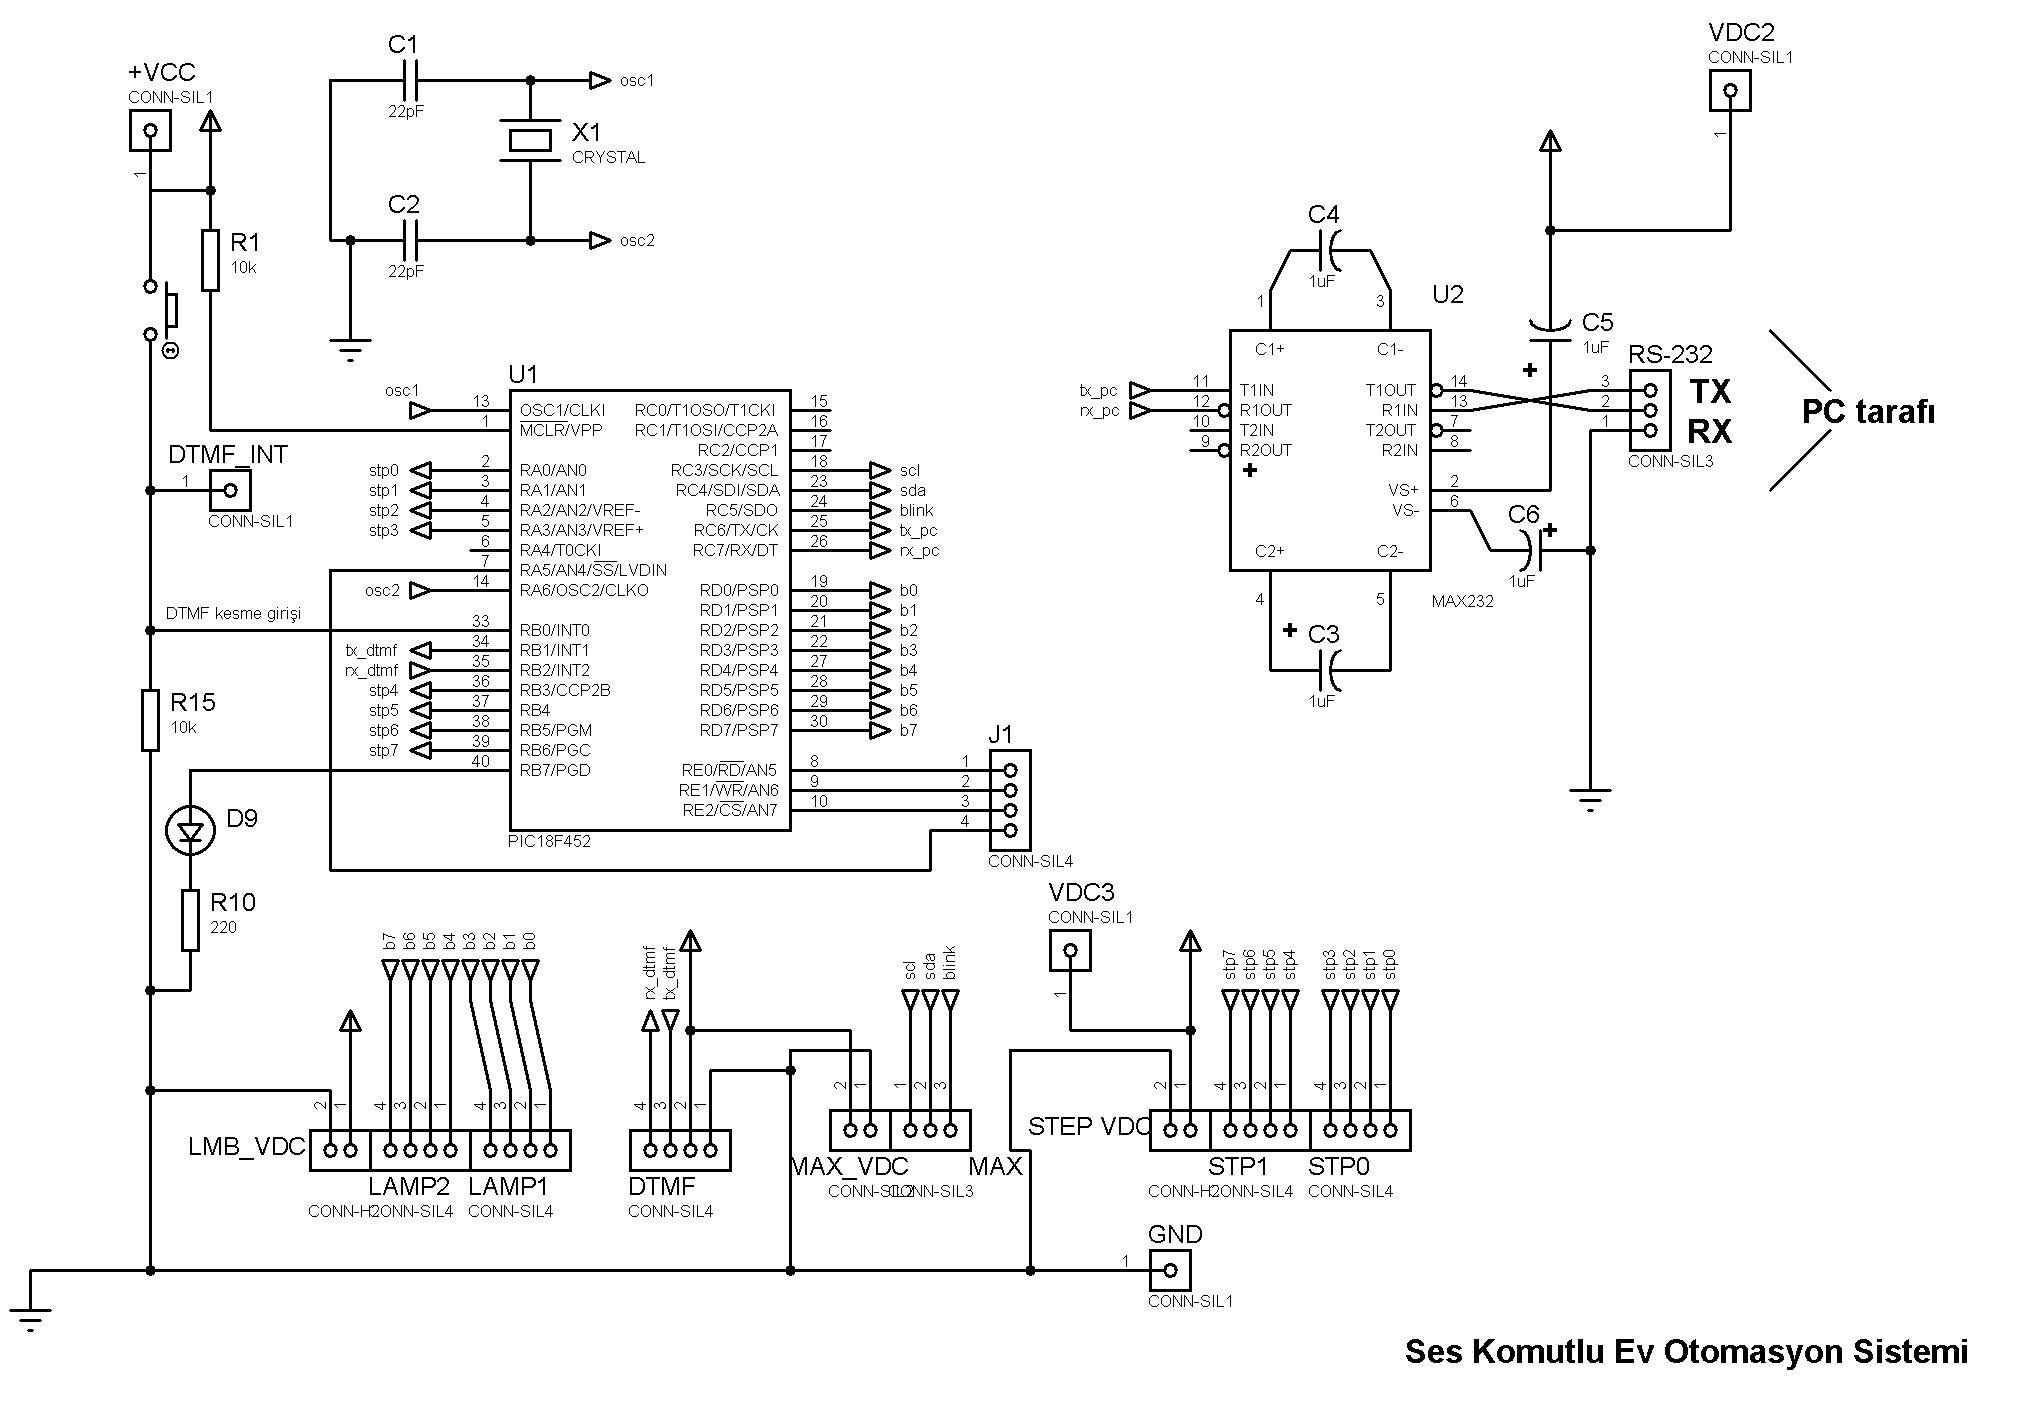 +VCC
CONN-SIL1
1
R1
10k
C1
22pF
X1
CRYSTAL
osc1
C2
22pF
osc2
DTMF_INT
1
CONN-SIL1
DTMF kesme girişi
R15
10k
D9
R10
220
U1
osc1 13 OSC1/CLKI
1 MCLR/VPP
stp0 2 RA0/AN0
stp1 3 RA1/AN1
stp2 4 RA2/AN2/VREF-
stp3 5 RA3/AN3/VREF+
6 RA4/T0CKI
7 RA5/AN4/SS/LVDIN
osc2 14 RA6/OSC2/CLKO
33 RB0/INT0
tx_dtmf 34 RB1/INT1
rx_dtmf 35 RB2/INT2
stp4 36 RB3/CCP2B
stp5 37 RB4
stp6 38 RB5/PGM
stp7 39 RB6/PGC
40 RB7/PGD
RC0/T1OSO/T1CKI 15
RC1/T1OSI/CCP2A 16
RC2/CCP1 17
RC3/SCK/SCL 18 scl
RC4/SDI/SDA 23 sda
RC5/SDO 24 blink
RC6/TX/CK 25 tx_pc
RC7/RX/DT 26 rx_pc
RD0/PSP0 19 b0
RD1/PSP1 20 b1
RD2/PSP2 21 b2
RD3/PSP3 22 b3
RD4/PSP4 27 b4
RD5/PSP5 28 b5
RD6/PSP6 29 b6
RD7/PSP7 30 b7
RE0/RD/AN5 8
RE1/WR/AN6 9
RE2/CS/AN7 10
PIC18F452
J1
1
2
3
4
CONN-SIL4
VDC2
CONN-SIL1
1
C4
1uF
U2
1 3
C1+ C1-
tx_pc 11 T1IN
rx_pc 12 R1OUT
10 T2IN
9 R2OUT
T1OUT 14
R1IN 13
T2OUT 7
R2IN 8
VS+ 2
VS- 6
C2+ C2-
4 5
MAX232
+ C3
1uF
C5
1uF
+
C6 +
1uF
RS-232
3 TX
2
1 RX
CONN-SIL3
PC tarafı
b7 b6 b5 b4 b3 b2 b1 b0
2 1 4 3 2 1 4 3 2 1
LMB_VDC
LAMP2 LAMP1
CONN-H2 CONN-SIL4 CONN-SIL4
rx_dtmf tx_dtmf
4 3 2 1
DTMF
CONN-SIL4
scl sda blink
2 1 1 2 3
MAX_VDC MAX
CONN-SIL2 CONN-SIL3
VDC3
CONN-SIL1
1
stp7 stp6 stp5 stp4 stp3 stp2 stp1 stp0
2 1 4 3 2 1 4 3 2 1
STEP VDC
STP1 STP0
CONN-H2 CONN-SIL4 CONN-SIL4
GND
1
CONN-SIL1
Ses Komutlu Ev Otomasyon Sistemi